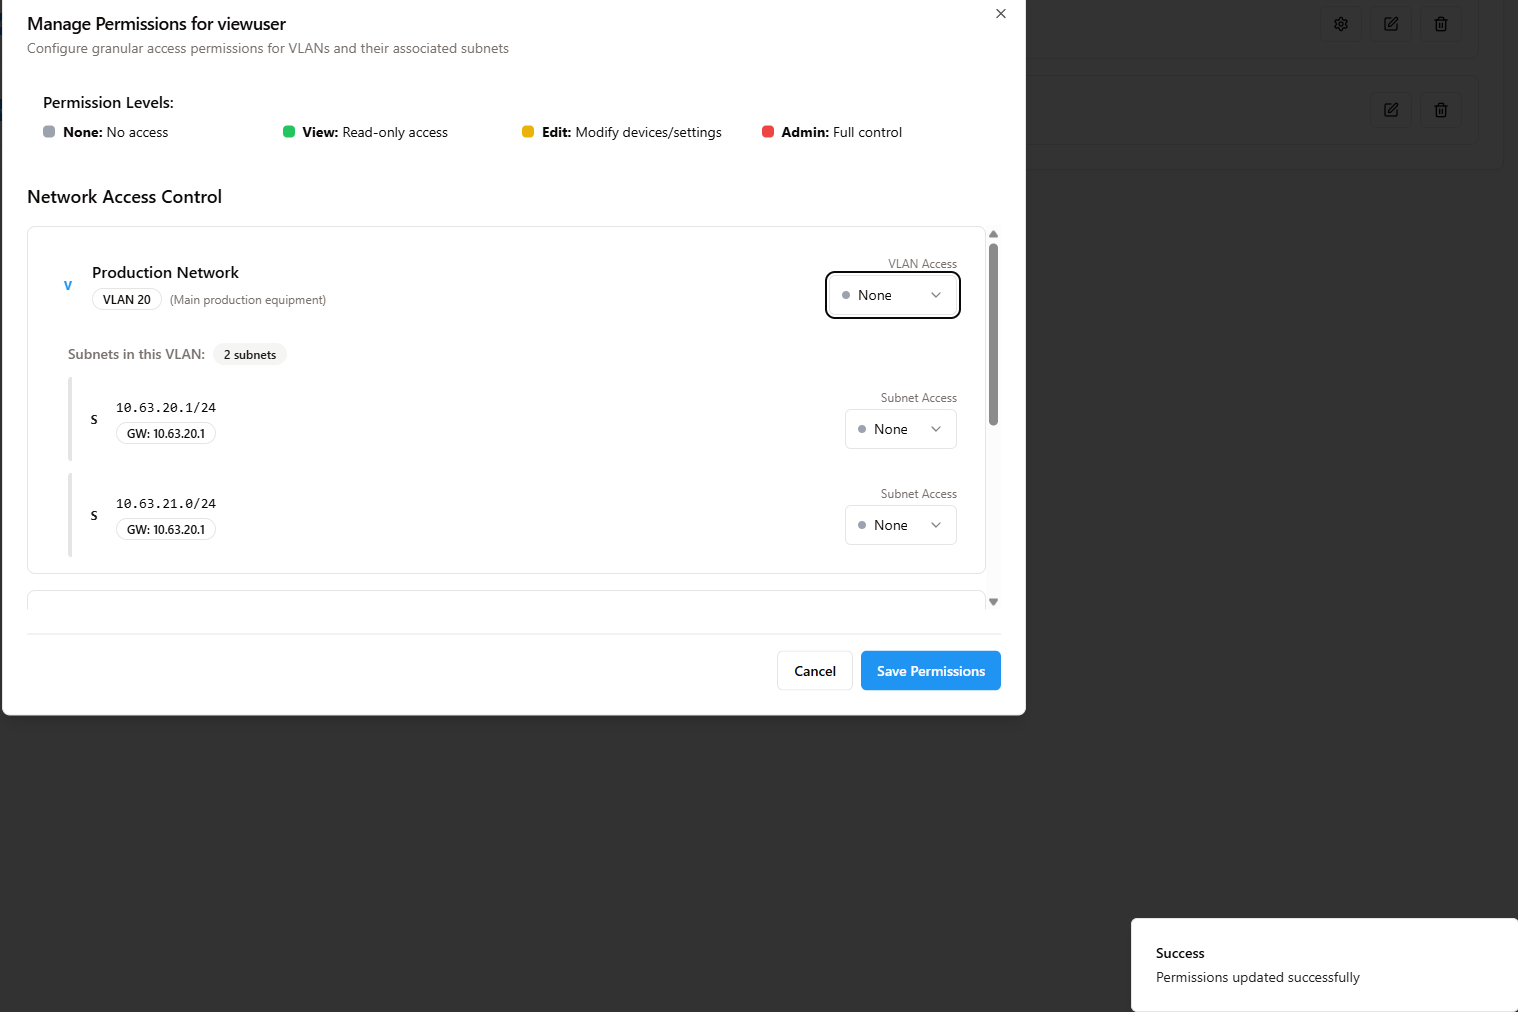 Manage Permissions for viewuser
Configure granular access permissions for VLANs and their associated subnets
Permission Levels:
None: No access
View: Read-only access
Edit: Modify devices/settings
Admin: Full control
Network Access Control
V
Production Network
VLAN 20 (Main production equipment)
VLAN Access
None
Subnets in this VLAN: 2 subnets
S
10.63.20.1/24
GW: 10.63.20.1
Subnet Access
None
S
10.63.21.0/24
GW: 10.63.20.1
Subnet Access
None
Cancel
Save Permissions
Success
Permissions updated successfully